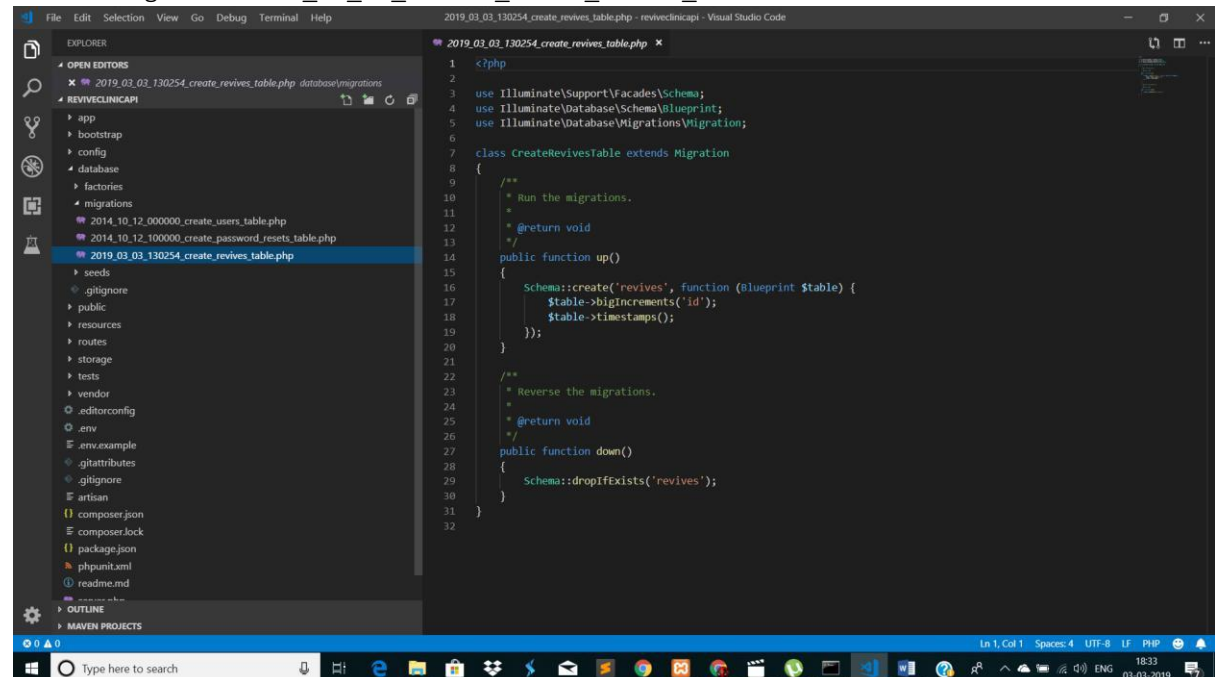 File Edit Selection View Go Debug Terminal Help
2019_03_03_130254_create_revives_table.php - reviveclinicapi - Visual Studio Code
EXPLORER
OPEN EDITORS
2019_03_03_130254_create_revives_table.php database\migrations
REVIVECLINICAPI
app
bootstrap
config
database
factories
migrations
2014_10_12_000000_create_users_table.php
2014_10_12_100000_create_password_resets_table.php
2019_03_03_130254_create_revives_table.php
seeds
.gitignore
public
resources
routes
storage
tests
vendor
.editorconfig
.env
.env.example
.gitattributes
.gitignore
artisan
composer.json
composer.lock
package.json
phpunit.xml
readme.md
OUTLINE
MAVEN PROJECTS
2019_03_03_130254_create_revives_table.php ×
1 <?php
2
3 use Illuminate\Support\Facades\Schema;
4 use Illuminate\Database\Schema\Blueprint;
5 use Illuminate\Database\Migrations\Migration;
6
7 class CreateRevivesTable extends Migration
8 {
9 /**
10 * Run the migrations.
11 *
12 * @return void
13 */
14 public function up()
15 {
16 Schema::create('revives', function (Blueprint $table) {
17 $table->bigIncrements('id');
18 $table->timestamps();
19 });
20 }
21
22 /**
23 * Reverse the migrations.
24 *
25 * @return void
26 */
27 public function down()
28 {
29 Schema::dropIfExists('revives');
30 }
31 }
32
0 0
Ln 1, Col 1 Spaces: 4 UTF-8 LF PHP
Type here to search
ENG
18:33
03-03-2019